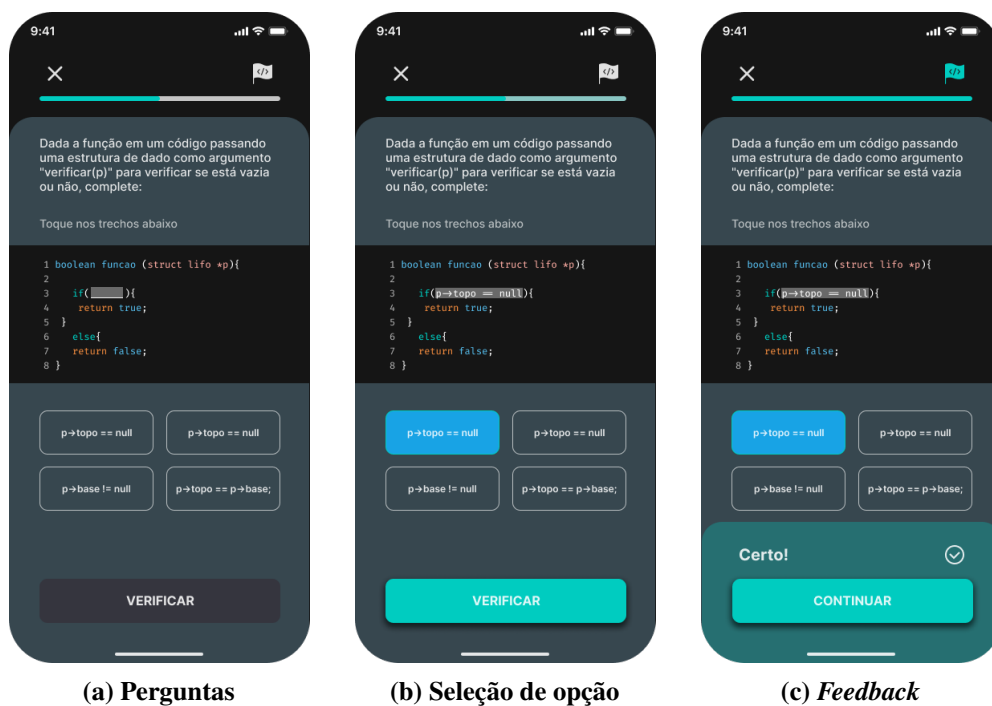 9:41
Dada a função em um código passando
uma estrutura de dado como argumento
"verificar(p)" para verificar se está vazia
ou não, complete:
Toque nos trechos abaixo
1 boolean funcao (struct lifo *p){
2
3 if(______){
4 return true;
5 }
6 else{
7 return false;
8 }
p→topo == null
p→topo == null
p→base != null
p→topo == p→base;
VERIFICAR
(a) Perguntas
9:41
Dada a função em um código passando
uma estrutura de dado como argumento
"verificar(p)" para verificar se está vazia
ou não, complete:
Toque nos trechos abaixo
1 boolean funcao (struct lifo *p){
2
3 if(p→topo == null){
4 return true;
5 }
6 else{
7 return false;
8 }
p→topo == null
p→topo == null
p→base != null
p→topo == p→base;
VERIFICAR
(b) Seleção de opção
9:41
Dada a função em um código passando
uma estrutura de dado como argumento
"verificar(p)" para verificar se está vazia
ou não, complete:
Toque nos trechos abaixo
1 boolean funcao (struct lifo *p){
2
3 if(p→topo == null){
4 return true;
5 }
6 else{
7 return false;
8 }
p→topo == null
p→topo == null
p→base != null
p→topo == p→base;
Certo!
CONTINUAR
(c) Feedback